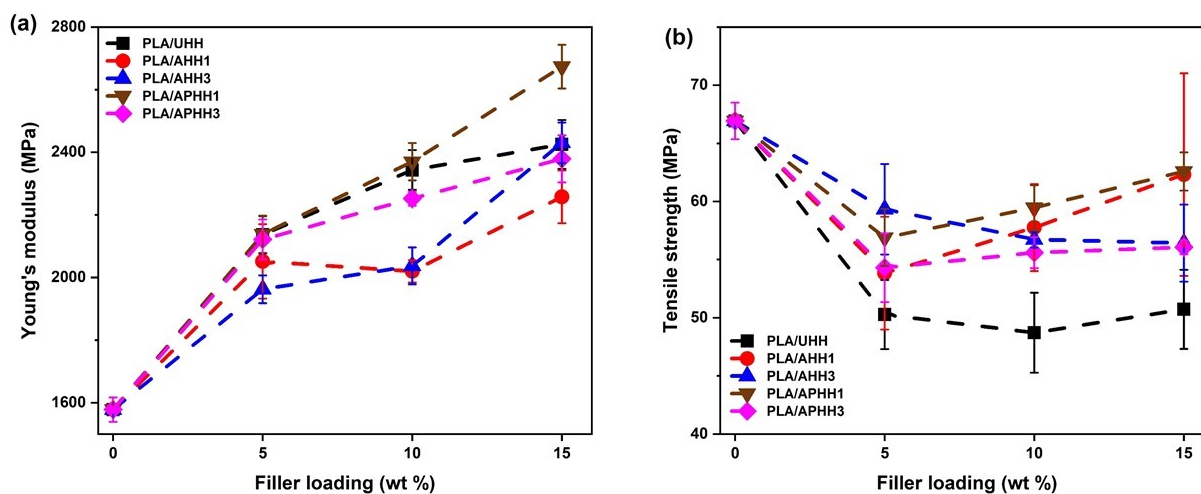 (a)
2800
2400
2000
1600
Young's modulus (MPa)
PLA/UHH
PLA/AHH1
PLA/AHH3
PLA/APHH1
PLA/APHH3
0 5 10 15
Filler loading (wt %)
(b)
70
60
50
40
Tensile strength (MPa)
PLA/UHH
PLA/AHH1
PLA/AHH3
PLA/APHH1
PLA/APHH3
0 5 10 15
Filler loading (wt %)